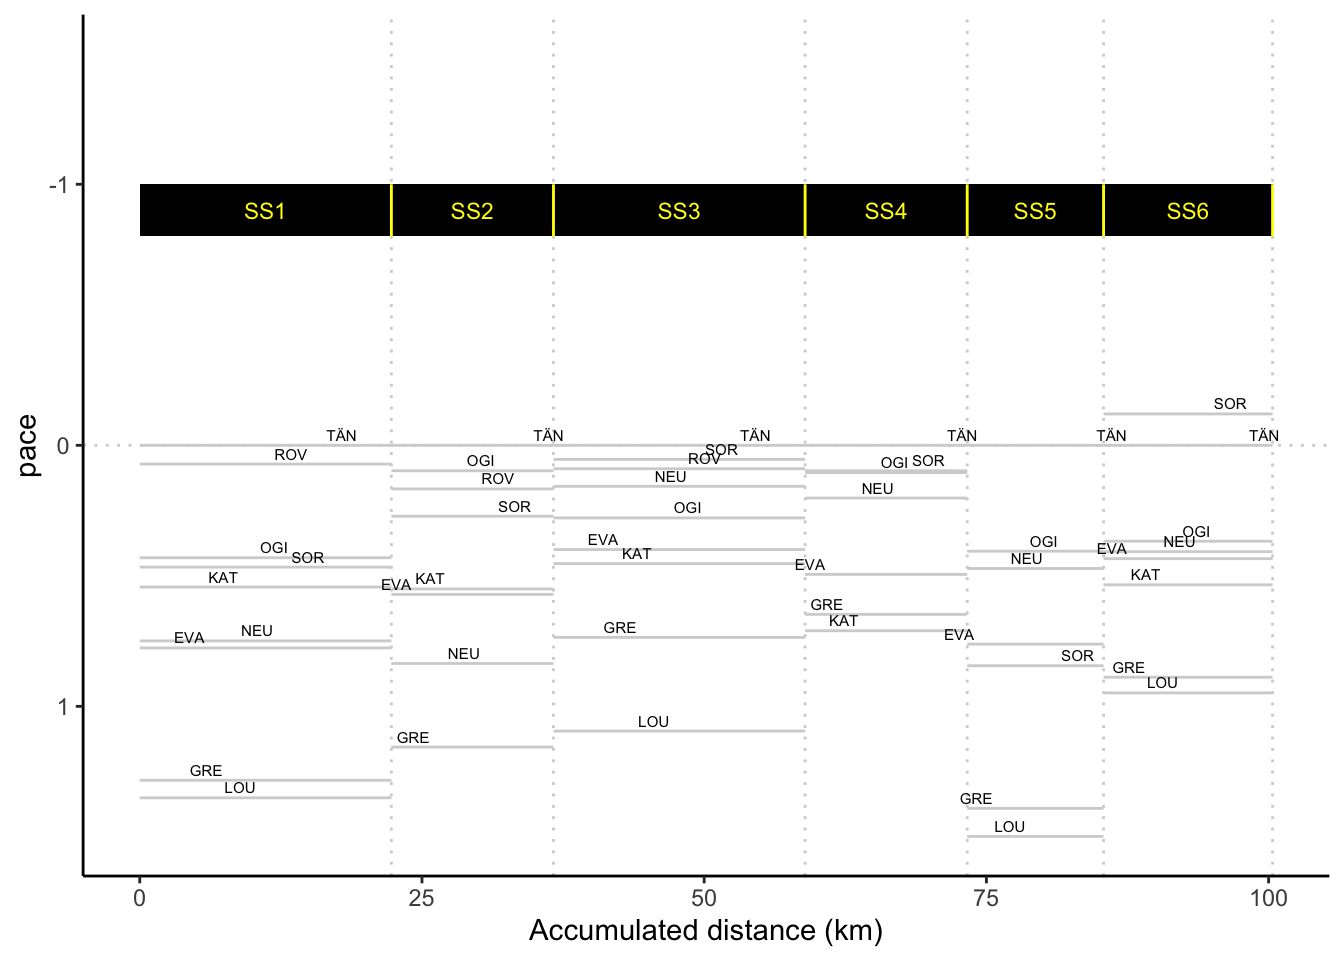 -1
SS1 SS2 SS3 SS4 SS5 SS6
SOR
0 TÄN TÄN TÄN TÄN TÄN TÄN
SOR
ROV OGI ROV OGI SOR
ROV NEU NEU
SOR OGI
OGI EVA OGI OGI
SOR KAT NEU EVA NEU
KAT EVA KAT EVA KAT
GRE
NEU GRE KAT
EVA EVA
NEU SOR
GRE
LOU
1
LOU
GRE
GRE
LOU GRE
LOU
pace
0 25 50 75 100
Accumulated distance (km)